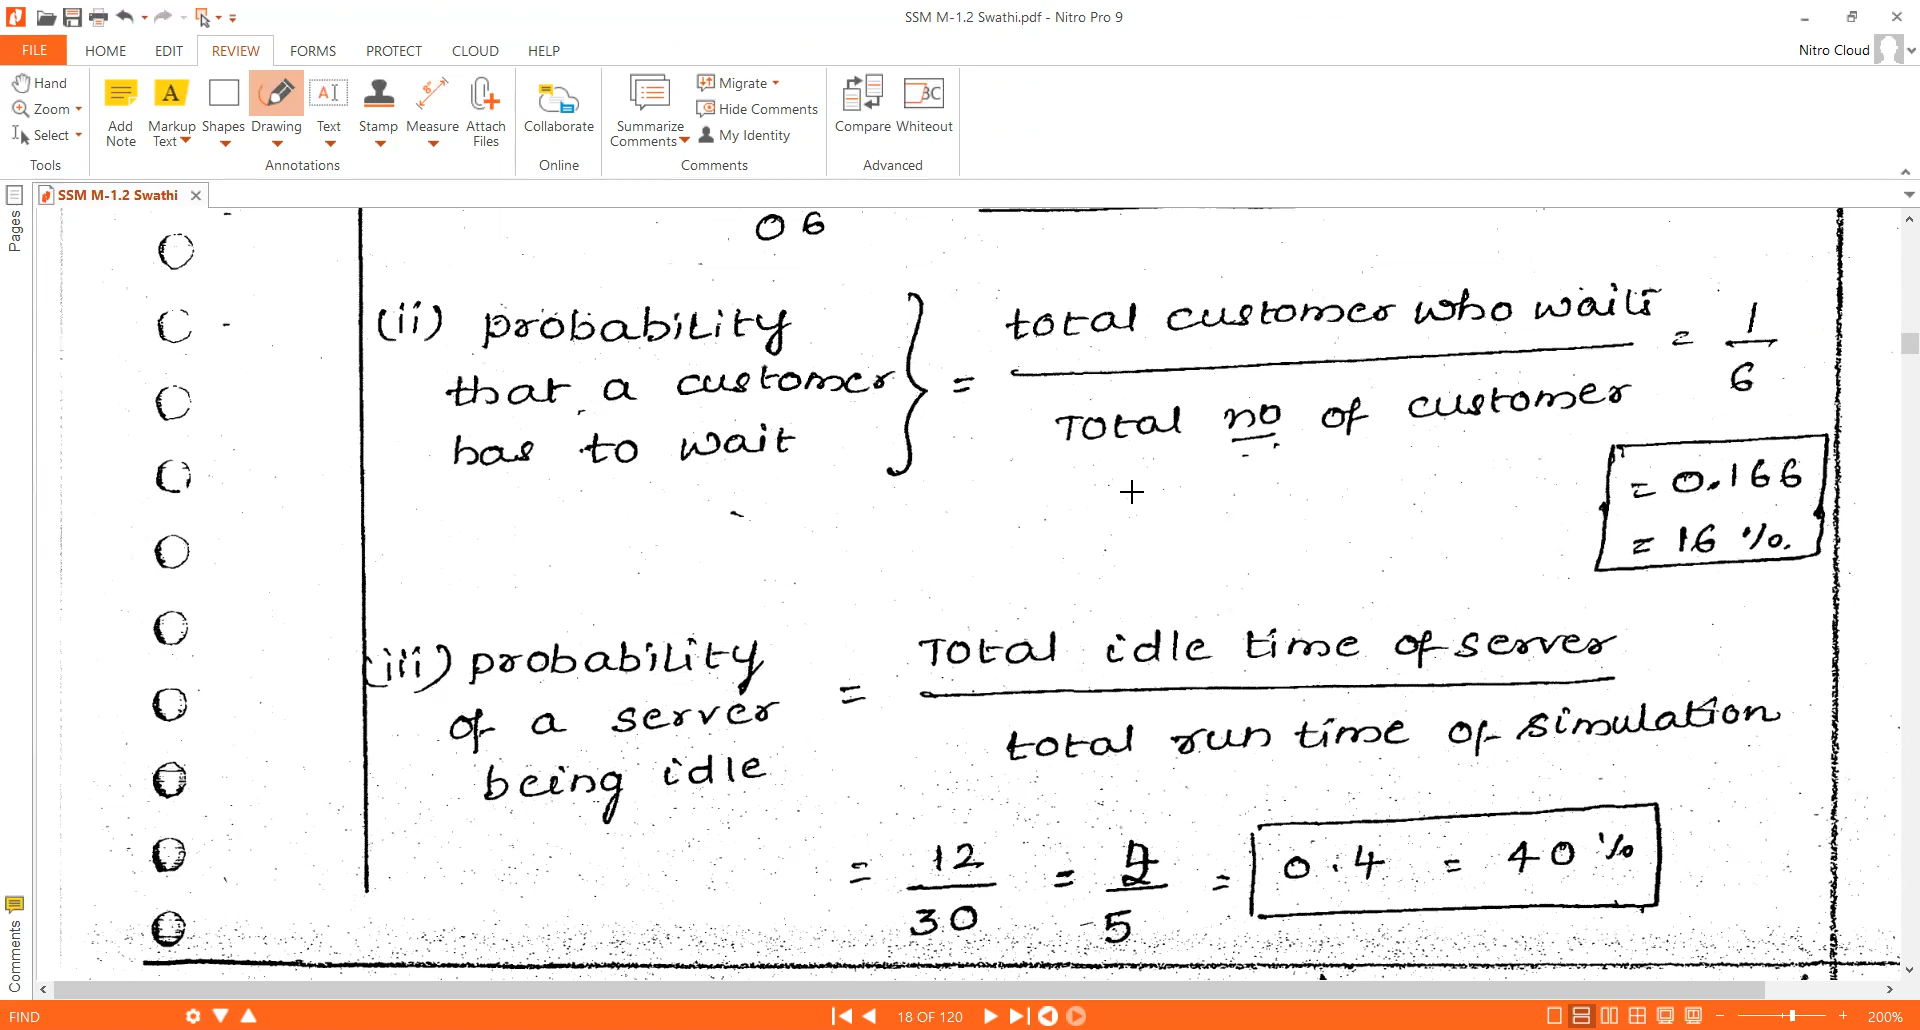 SSM M-1.2 Swathi.pdf - Nitro Pro 9
FILE HOME EDIT REVIEW FORMS PROTECT CLOUD HELP
Nitro Cloud
Hand
Zoom
Select
Tools
Add Note
Markup Text
Shapes
Drawing
Text
Stamp
Measure
Attach Files
Annotations
Collaborate
Online
Summarize Comments
Migrate
Hide Comments
My Identity
Comments
Compare
Whiteout
Advanced
Pages
SSM M-1.2 Swathi
06
(ii) probability that a customer has to wait } = total customer who waits / Total no of customer = 1/6
= 0.166
= 16 %.
(iii) probability of a server being idle = Total idle time of server / total run time of simulation
= 12/30 = 2/5 = 0.4 = 40 %
Comments
FIND
18 OF 120
200%